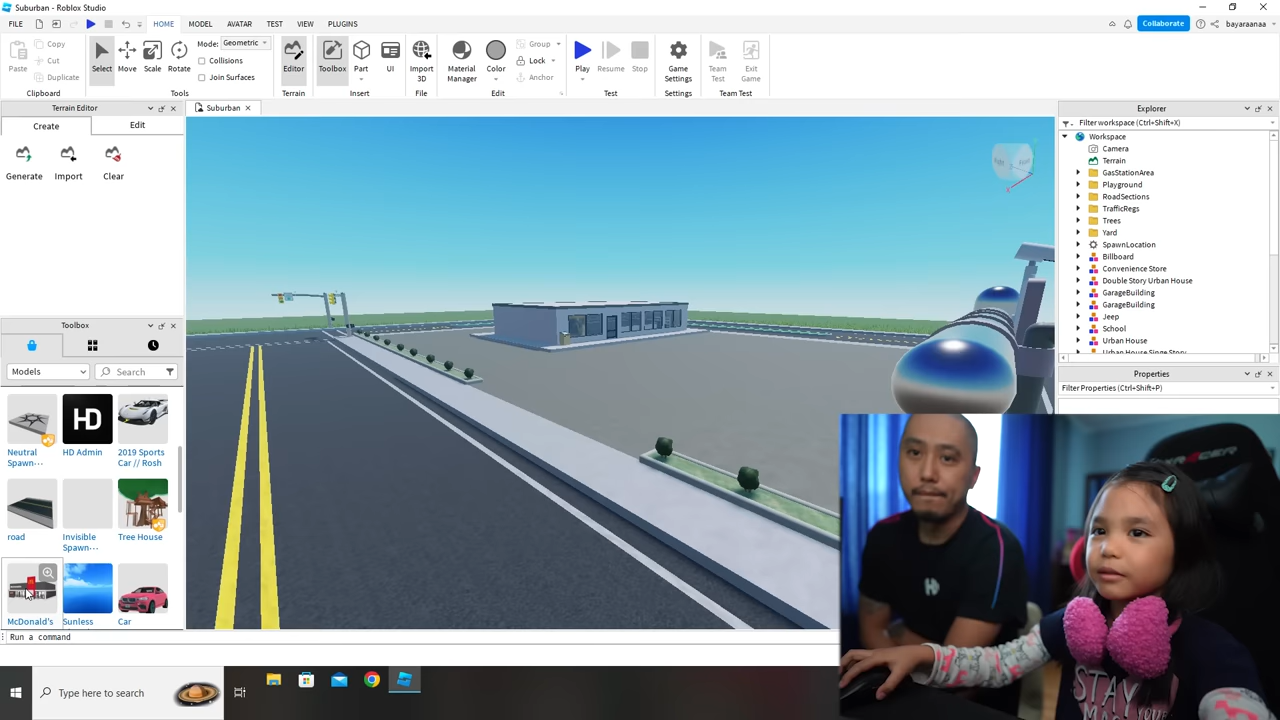 Suburban - Roblox Studio
FILE HOME MODEL AVATAR TEST VIEW PLUGINS Collaborate bayaraanaa
Paste Copy Cut Duplicate Select Move Scale Rotate Mode: Geometric Collisions Join Surfaces Editor Toolbox Part UI Import 3D Material Manager Color Group Lock Anchor Play Resume Stop Game Settings Team Test Exit Game
Clipboard Tools Terrain Insert File Edit Test Settings Team Test
Terrain Editor
Create Edit
Generate Import Clear
Toolbox
Models Search
Neutral Spawn... HD Admin 2019 Sports Car // Rosh
HD
road Invisible Spawn... Tree House
McDonald's Sunless Car
Suburban
Explorer
Filter workspace (Ctrl+Shift+X)
Workspace
Camera
Terrain
GasStationArea
Playground
RoadSections
TrafficRegs
Trees
Yard
SpawnLocation
Billboard
Convenience Store
Double Story Urban House
GarageBuilding
GarageBuilding
Jeep
School
Urban House
Urban House Singe Story
Properties
Filter Properties (Ctrl+Shift+P)
Run a command
Type here to search
STAY